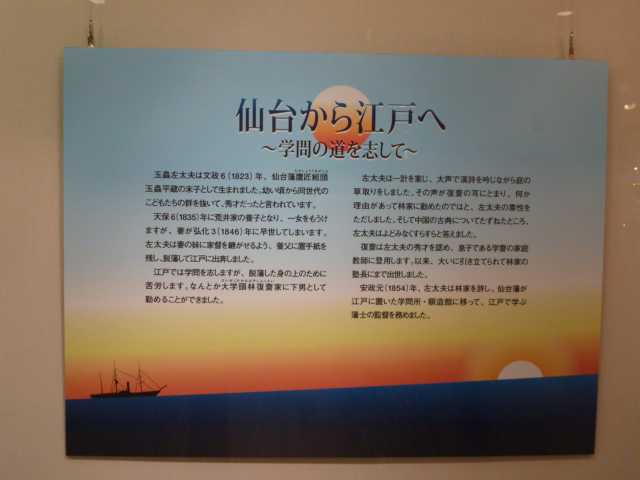 仙台から江戸へ
～学問の道を志して～
玉蟲左太夫は文政6(1823)年、仙台藩鷹匠組頭
玉蟲平蔵の末子として生まれました。幼い頃から同世代の
こどもたちの群を抜いて、秀才だったと言われています。
天保6(1835)年に荒井家の養子となり、一女をもうけ
ますが、妻が弘化3(1846)年に早世してしまいます。
左太夫は妻の妹に家督を継がせるよう、養父に置手紙を
残し、脱藩して江戸に出奔しました。
江戸では学問を志しますが、脱藩した身の上のために
苦労します。なんとか大学頭林復齋家に下男として
勤めることができました。
左太夫は一計を案じ、大声で漢詩を吟じながら庭の
草取りをしました。その声が復齋の耳にとまり、何か
理由があって林家に勤めたのではと、左太夫の素性を
ただしました。そして中国の古典についてたずねたところ、
左太夫はよどみなくすらすらと答えました。
復齋は左太夫の秀才を認め、息子である学齋の家庭
教師に登用します。以来、大いに引き立てられて林家の
塾長にまで出世しました。
安政元(1854)年、左太夫は林家を辞し、仙台藩が
江戸に置いた学問所・順造館に移って、江戸で学ぶ
藩士の監督を務めました。